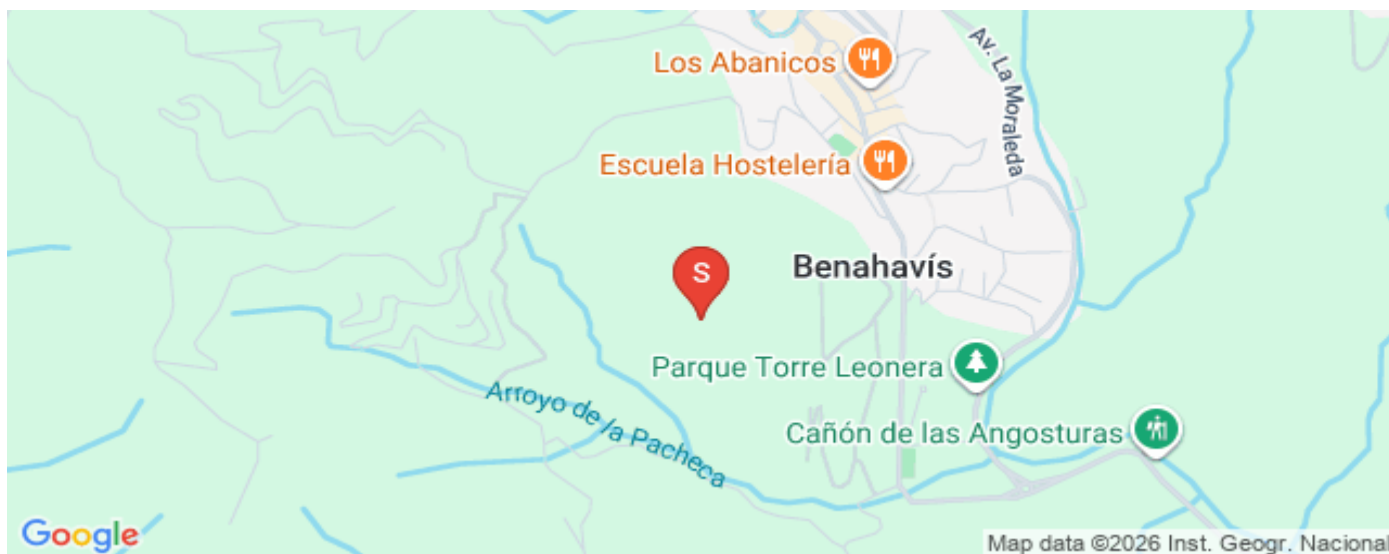 Los Abanicos
Av. La Moraleda
Escuela Hostelería
Benahavís
S
Parque Torre Leonera
Arroyo de la Pacheca
Cañón de las Angosturas
Google
Map data ©2026 Inst. Geogr. Nacional